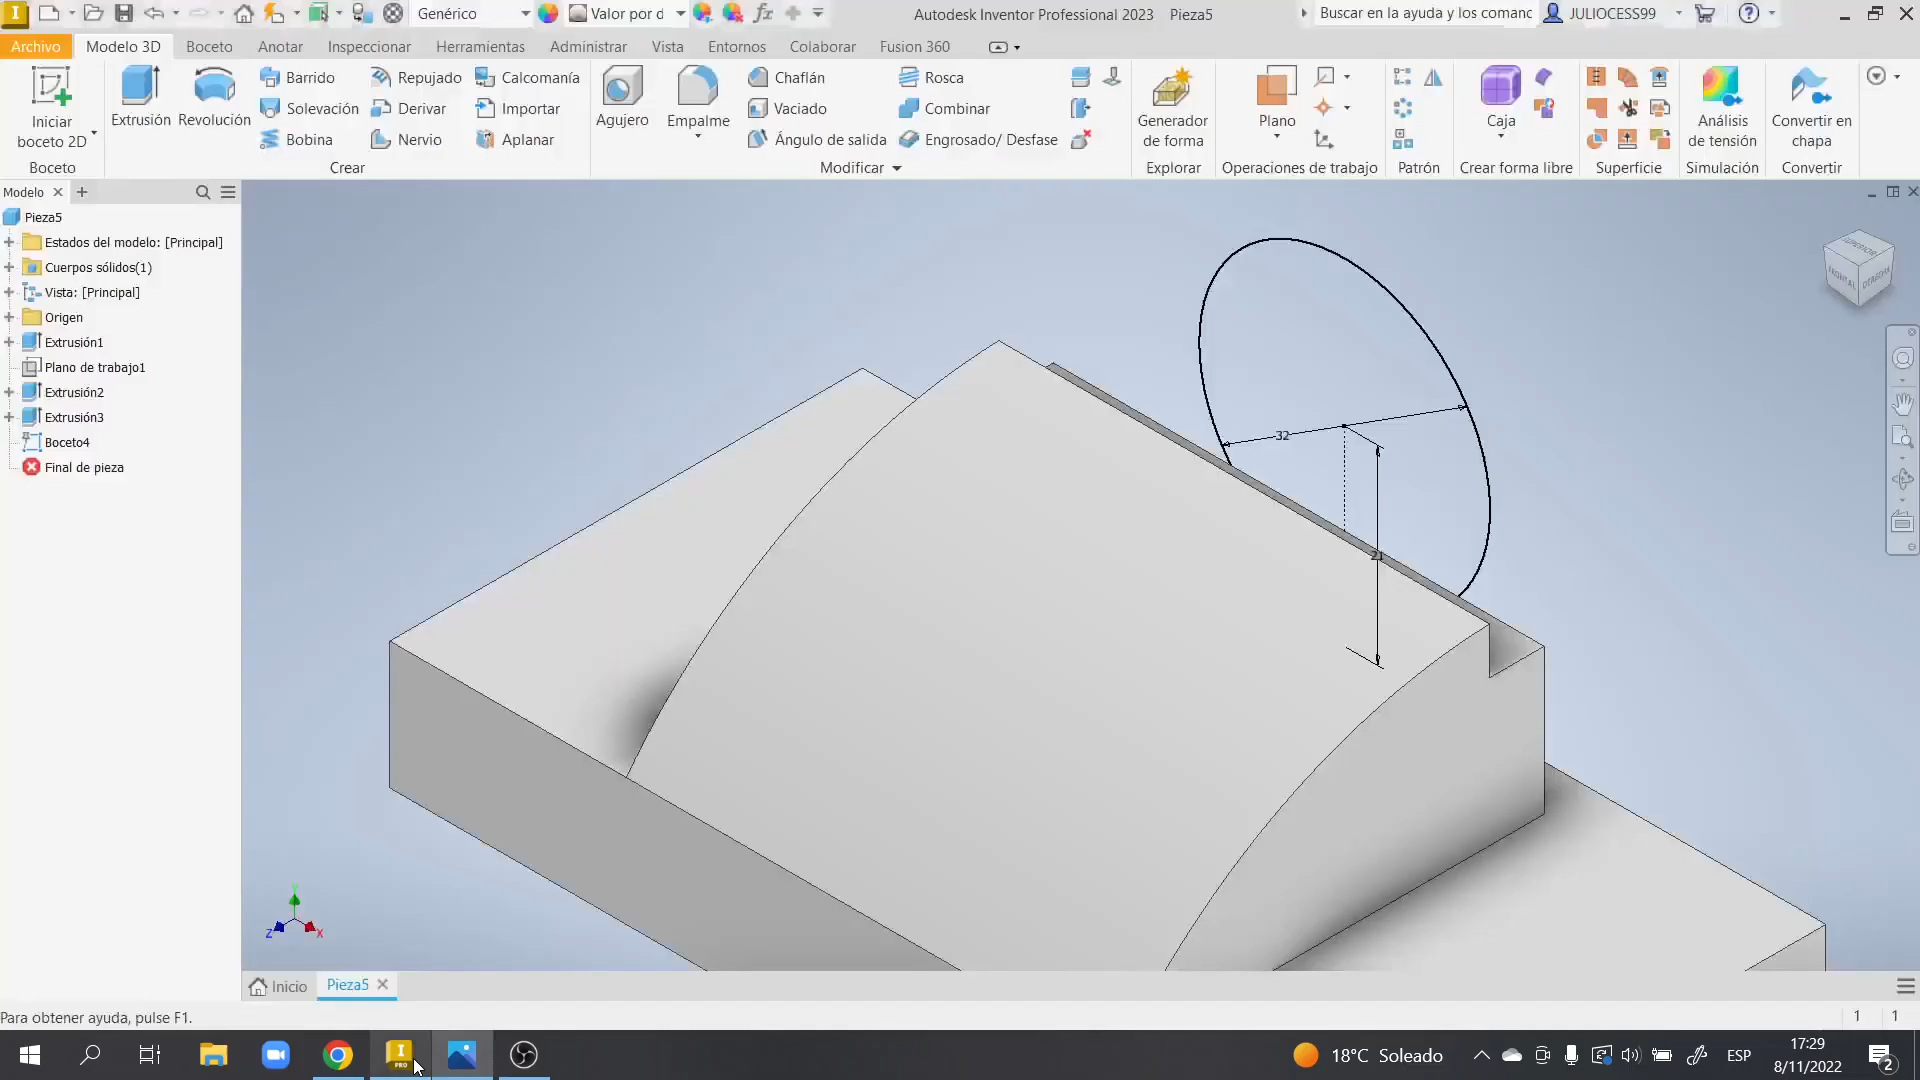 Genérico
Valor por d
Autodesk Inventor Professional 2023 Pieza5
Buscar en la ayuda y los comanc
JULIOCESS99
Archivo
Modelo 3D
Boceto
Anotar
Inspeccionar
Herramientas
Administrar
Vista
Entornos
Colaborar
Fusion 360
Iniciar
boceto 2D
Extrusión
Revolución
Barrido
Solevación
Bobina
Repujado
Derivar
Nervio
Calcomanía
Importar
Aplanar
Agujero
Empalme
Chaflán
Vaciado
Ángulo de salida
Rosca
Combinar
Engrosado/ Desfase
Generador
de forma
Plano
Caja
Análisis
de tensión
Convertir en
chapa
Boceto
Crear
Modificar
Explorar
Operaciones de trabajo
Patrón
Crear forma libre
Superficie
Simulación
Convertir
Modelo
Pieza5
Estados del modelo: [Principal]
Cuerpos sólidos(1)
Vista: [Principal]
Origen
Extrusión1
Plano de trabajo1
Extrusión2
Extrusión3
Boceto4
Final de pieza
32
21
SUPERIOR
FRONTAL
DERECHA
Y
Z
X
Inicio
Pieza5
Para obtener ayuda, pulse F1.
1
1
18°C Soleado
ESP
17:29
8/11/2022
2